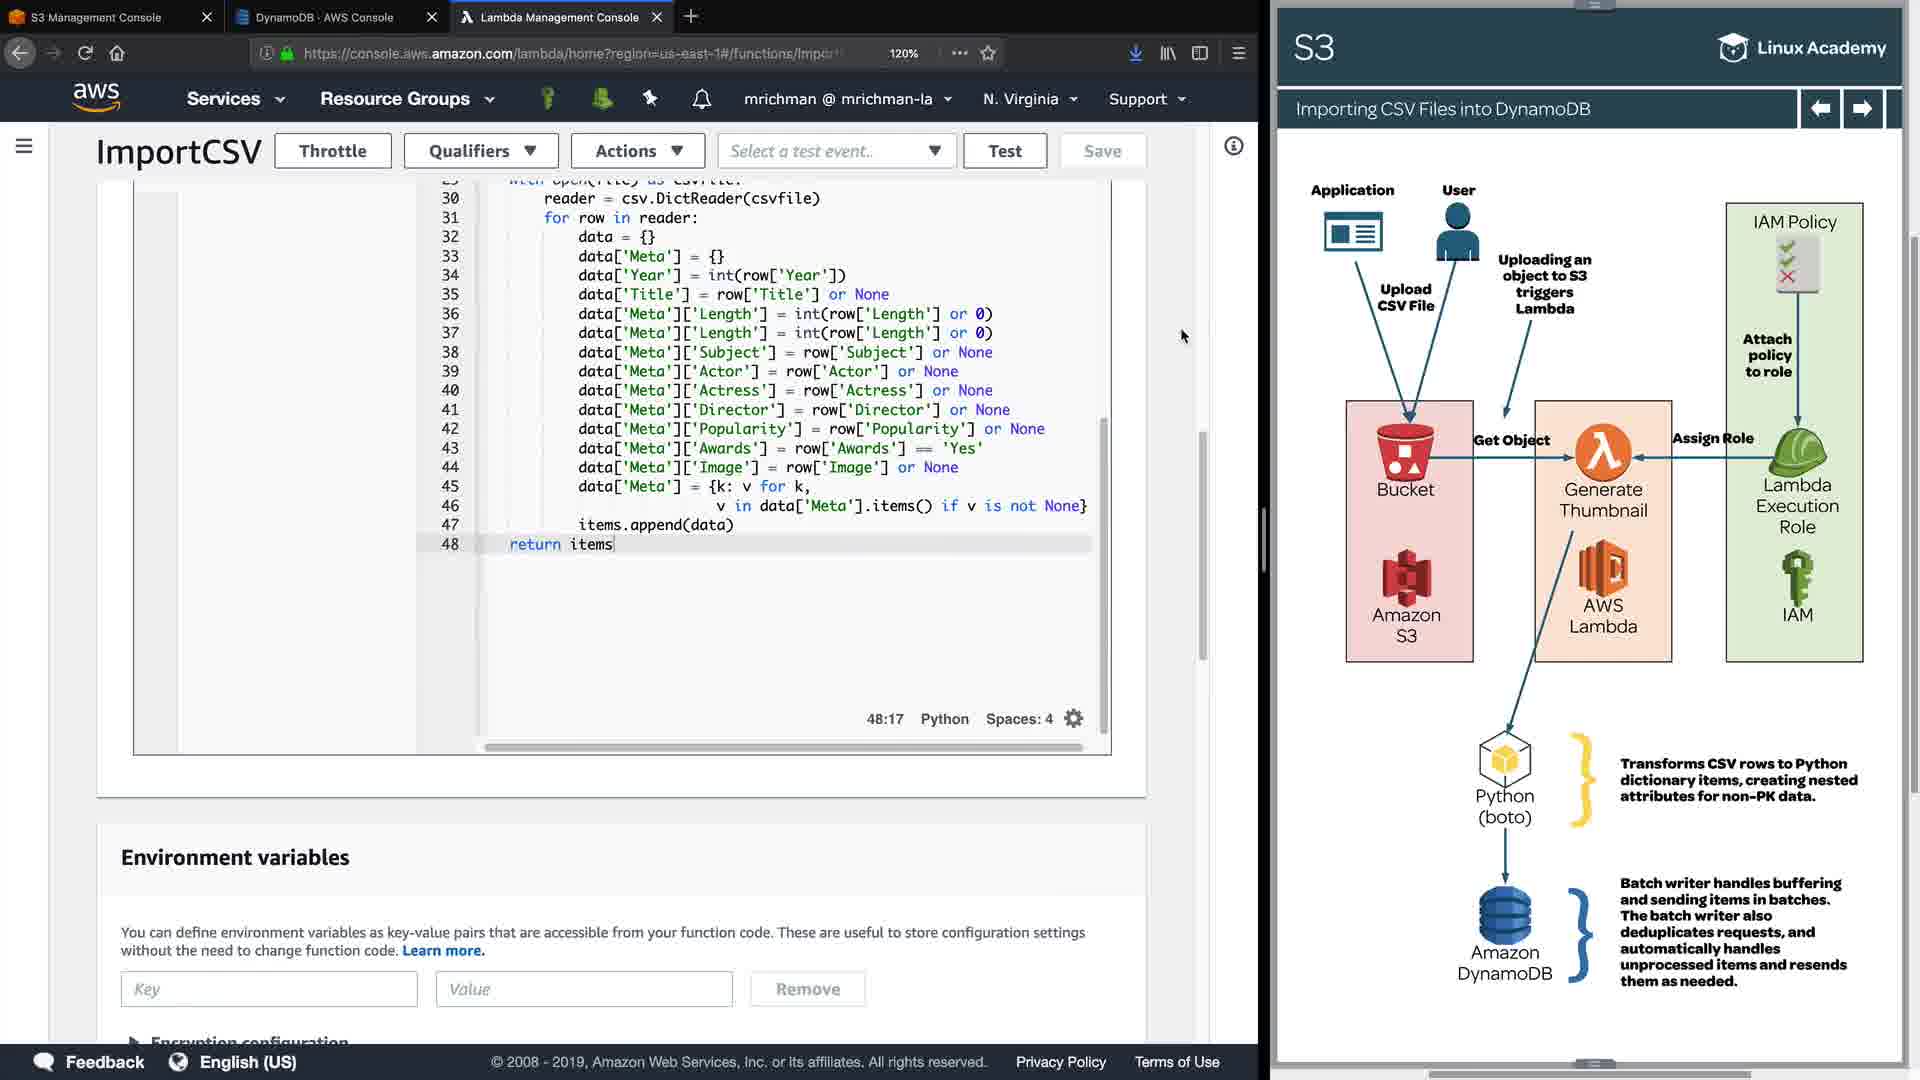 S3 Management Console
DynamoDB · AWS Console
Lambda Management Console
https://console.aws.amazon.com/lambda/home?region=us-east-1#/functions/Impor
120%
aws
Services
Resource Groups
mrichman @ mrichman-la
N. Virginia
Support
ImportCSV
Throttle
Qualifiers
Actions
Select a test event..
Test
Save
29 with open(file) as csvfile:
30 reader = csv.DictReader(csvfile)
31 for row in reader:
32 data = {}
33 data['Meta'] = {}
34 data['Year'] = int(row['Year'])
35 data['Title'] = row['Title'] or None
36 data['Meta']['Length'] = int(row['Length'] or 0)
37 data['Meta']['Length'] = int(row['Length'] or 0)
38 data['Meta']['Subject'] = row['Subject'] or None
39 data['Meta']['Actor'] = row['Actor'] or None
40 data['Meta']['Actress'] = row['Actress'] or None
41 data['Meta']['Director'] = row['Director'] or None
42 data['Meta']['Popularity'] = row['Popularity'] or None
43 data['Meta']['Awards'] = row['Awards'] == 'Yes'
44 data['Meta']['Image'] = row['Image'] or None
45 data['Meta'] = {k: v for k,
46 v in data['Meta'].items() if v is not None}
47 items.append(data)
48 return items
48:17 Python Spaces: 4
Environment variables
You can define environment variables as key-value pairs that are accessible from your function code. These are useful to store configuration settings
without the need to change function code. Learn more.
Key
Value
Remove
Encryption configuration
Feedback
English (US)
© 2008 - 2019, Amazon Web Services, Inc. or its affiliates. All rights reserved.
Privacy Policy
Terms of Use
S3
Linux Academy
Importing CSV Files into DynamoDB
Application
User
Upload
CSV File
Uploading an
object to S3
triggers
Lambda
IAM Policy
Attach
policy
to role
Get Object
Assign Role
Bucket
Generate
Thumbnail
Lambda
Execution
Role
Amazon
S3
AWS
Lambda
IAM
Python
(boto)
Transforms CSV rows to Python
dictionary items, creating nested
attributes for non-PK data.
Amazon
DynamoDB
Batch writer handles buffering
and sending items in batches.
The batch writer also
deduplicates requests, and
automatically handles
unprocessed items and resends
them as needed.